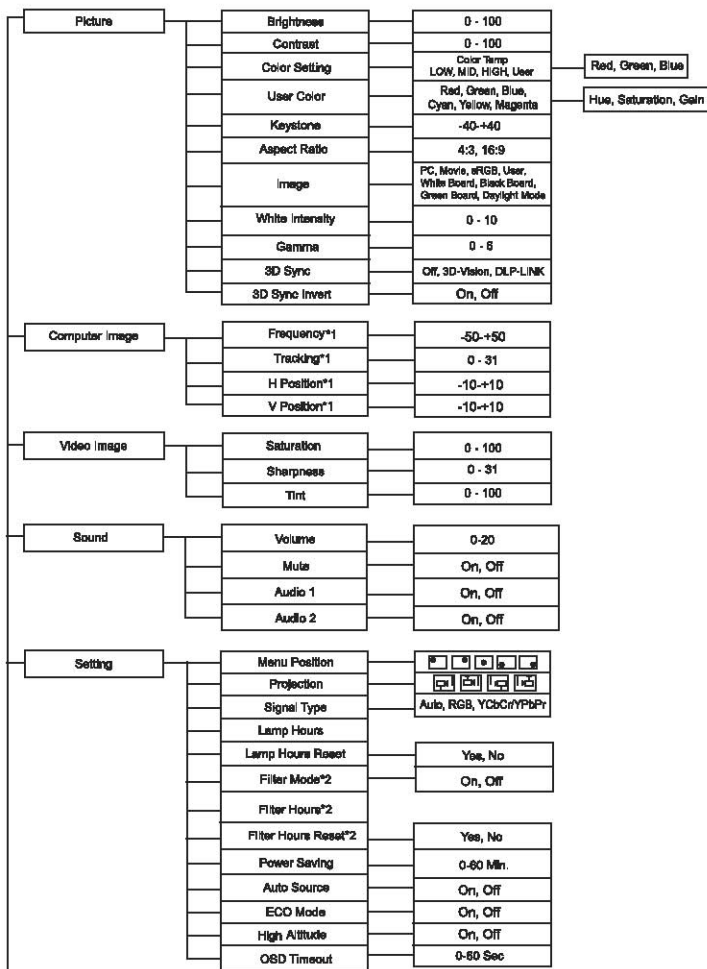 Picture
Brightness 0 - 100
Contrast 0 - 100
Color Setting Color Temp
LOW, MID, HIGH, User Red, Green, Blue
User Color Red, Green, Blue,
Cyan, Yellow, Magenta Hue, Saturation, Gain
Keystone -40-+40
Aspect Ratio 4:3, 16:9
Image PC, Movie, sRGB, User,
White Board, Black Board,
Green Board, Daylight Mode
White Intensity 0 - 10
Gamma 0 - 6
3D Sync Off, 3D-Vision, DLP-LINK
3D Sync Invert On, Off
Computer Image
Frequency*1 -50-+50
Tracking*1 0 - 31
H Position*1 -10-+10
V Position*1 -10-+10
Video Image
Saturation 0 - 100
Sharpness 0 - 31
Tint 0 - 100
Sound
Volume 0-20
Mute On, Off
Audio 1 On, Off
Audio 2 On, Off
Setting
Menu Position
Projection
Signal Type Auto, RGB, YCbCr/YPbPr
Lamp Hours
Lamp Hours Reset Yes, No
Filter Mode*2 On, Off
Filter Hours*2
Filter Hours Reset*2 Yes, No
Power Saving 0-60 Min.
Auto Source On, Off
ECO Mode On, Off
High Altitude On, Off
OSD Timeout 0-60 Sec